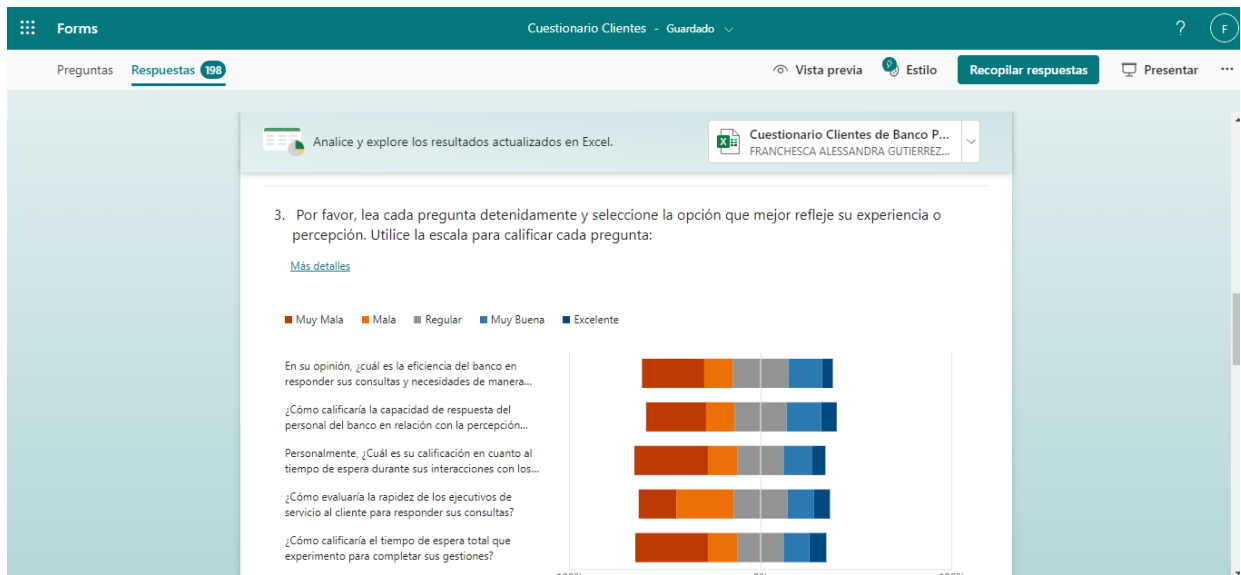 Forms
Cuestionario Clientes - Guardado
?
F
Preguntas
Respuestas 198
Vista previa
Estilo
Recopilar respuestas
Presentar
...
Analice y explore los resultados actualizados en Excel.
Cuestionario Clientes de Banco P...
FRANCHESCA ALESSANDRA GUTIERREZ...
3. Por favor, lea cada pregunta detenidamente y seleccione la opción que mejor refleje su experiencia o
percepción. Utilice la escala para calificar cada pregunta:
Más detalles
Muy Mala
Mala
Regular
Muy Buena
Excelente
En su opinión, ¿cuál es la eficiencia del banco en
responder sus consultas y necesidades de manera...
¿Cómo calificaría la capacidad de respuesta del
personal del banco en relación con la percepción...
Personalmente, ¿Cuál es su calificación en cuanto al
tiempo de espera durante sus interacciones con los...
¿Cómo evaluaría la rapidez de los ejecutivos de
servicio al cliente para responder sus consultas?
¿Cómo calificaría el tiempo de espera total que
experimento para completar sus gestiones?